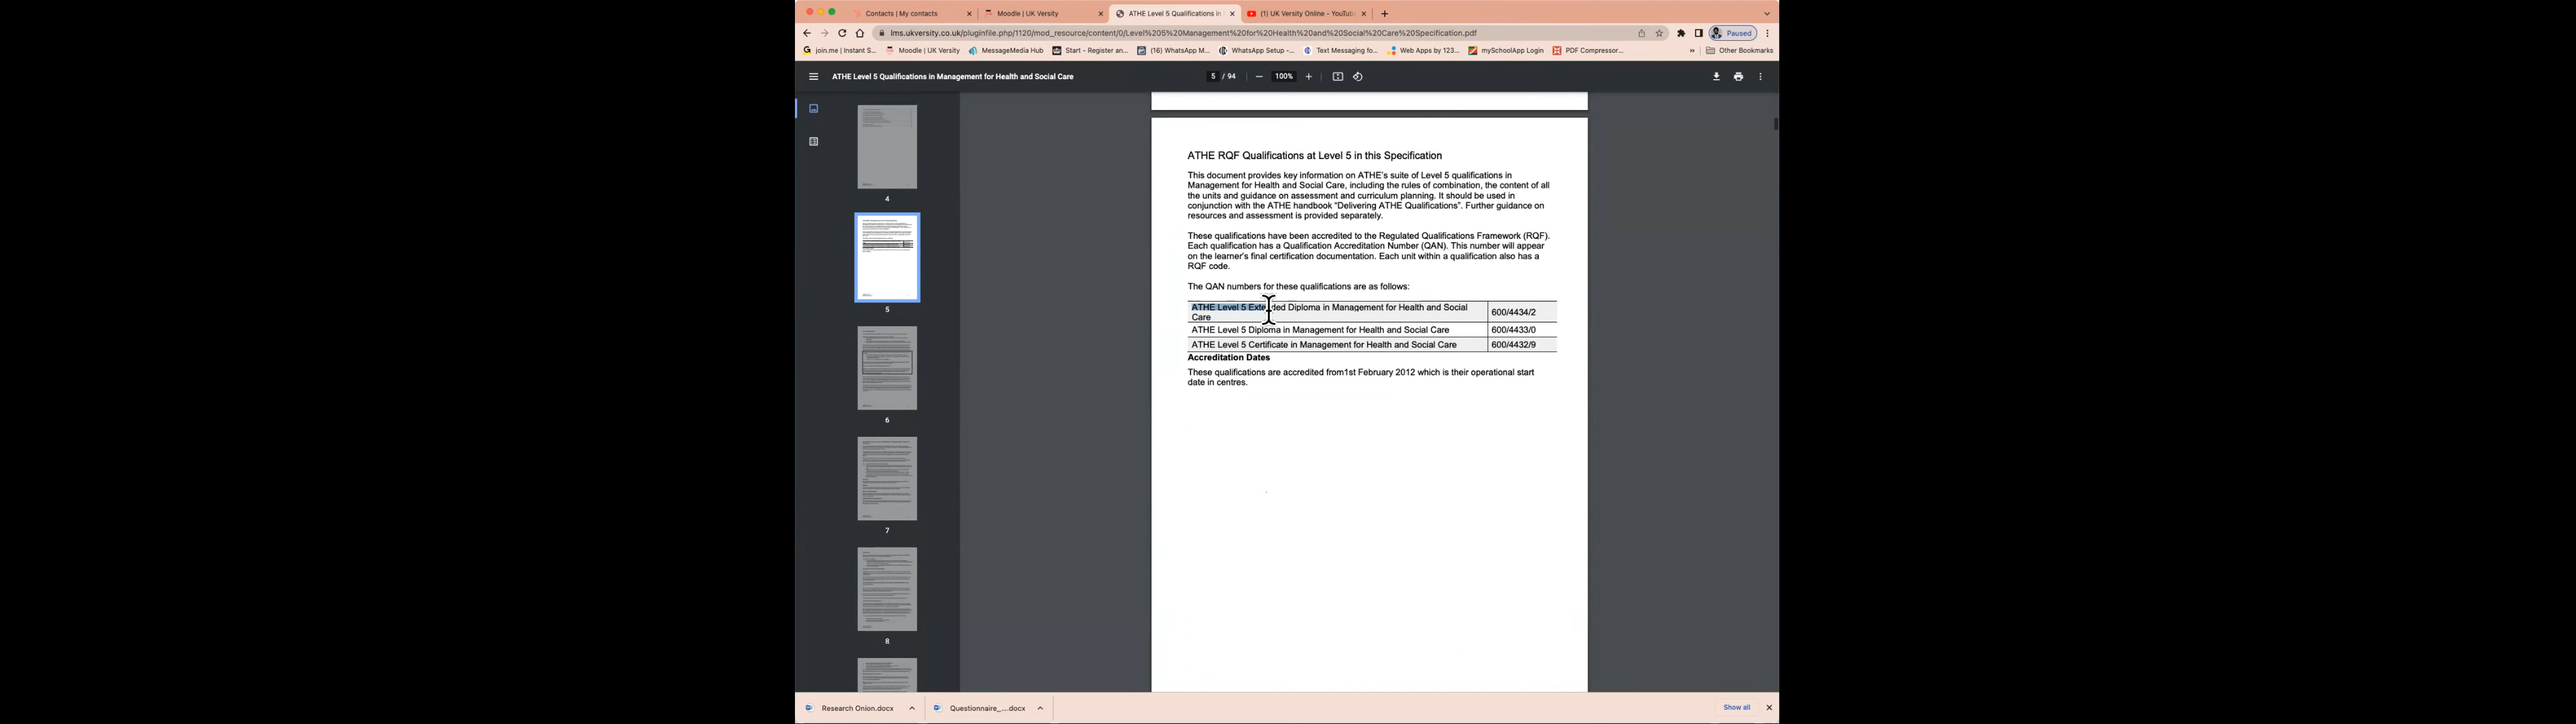 Contacts | My contacts
Moodle | UK Versity
ATHE Level 5 Qualifications in
(1) UK Versity Online - YouTub
lms.ukversity.co.uk/pluginfile.php/1120/mod_resource/content/0/Level%205%20Management%20for%20Health%20and%20Social%20Care%20Specification.pdf
Paused
join.me | Instant S...
Moodle | UK Versity
MessageMedia Hub
Start - Register an...
(16) WhatsApp M...
WhatsApp Setup -...
Text Messaging fo...
Web Apps by 123...
mySchoolApp Login
PDF Compressor...
»
Other Bookmarks
ATHE Level 5 Qualifications in Management for Health and Social Care
5 / 94
100%
4
5
6
7
8
ATHE RQF Qualifications at Level 5 in this Specification
This document provides key information on ATHE's suite of Level 5 qualifications in
Management for Health and Social Care, including the rules of combination, the content of all
the units and guidance on assessment and curriculum planning. It should be used in
conjunction with the ATHE handbook “Delivering ATHE Qualifications”. Further guidance on
resources and assessment is provided separately.
These qualifications have been accredited to the Regulated Qualifications Framework (RQF).
Each qualification has a Qualification Accreditation Number (QAN). This number will appear
on the learner's final certification documentation. Each unit within a qualification also has a
RQF code.
The QAN numbers for these qualifications are as follows:
ATHE Level 5 Extended Diploma in Management for Health and Social
Care
600/4434/2
ATHE Level 5 Diploma in Management for Health and Social Care
600/4433/0
ATHE Level 5 Certificate in Management for Health and Social Care
600/4432/9
Accreditation Dates
These qualifications are accredited from1st February 2012 which is their operational start
date in centres.
Research Onion.docx
Questionnaire_....docx
Show all